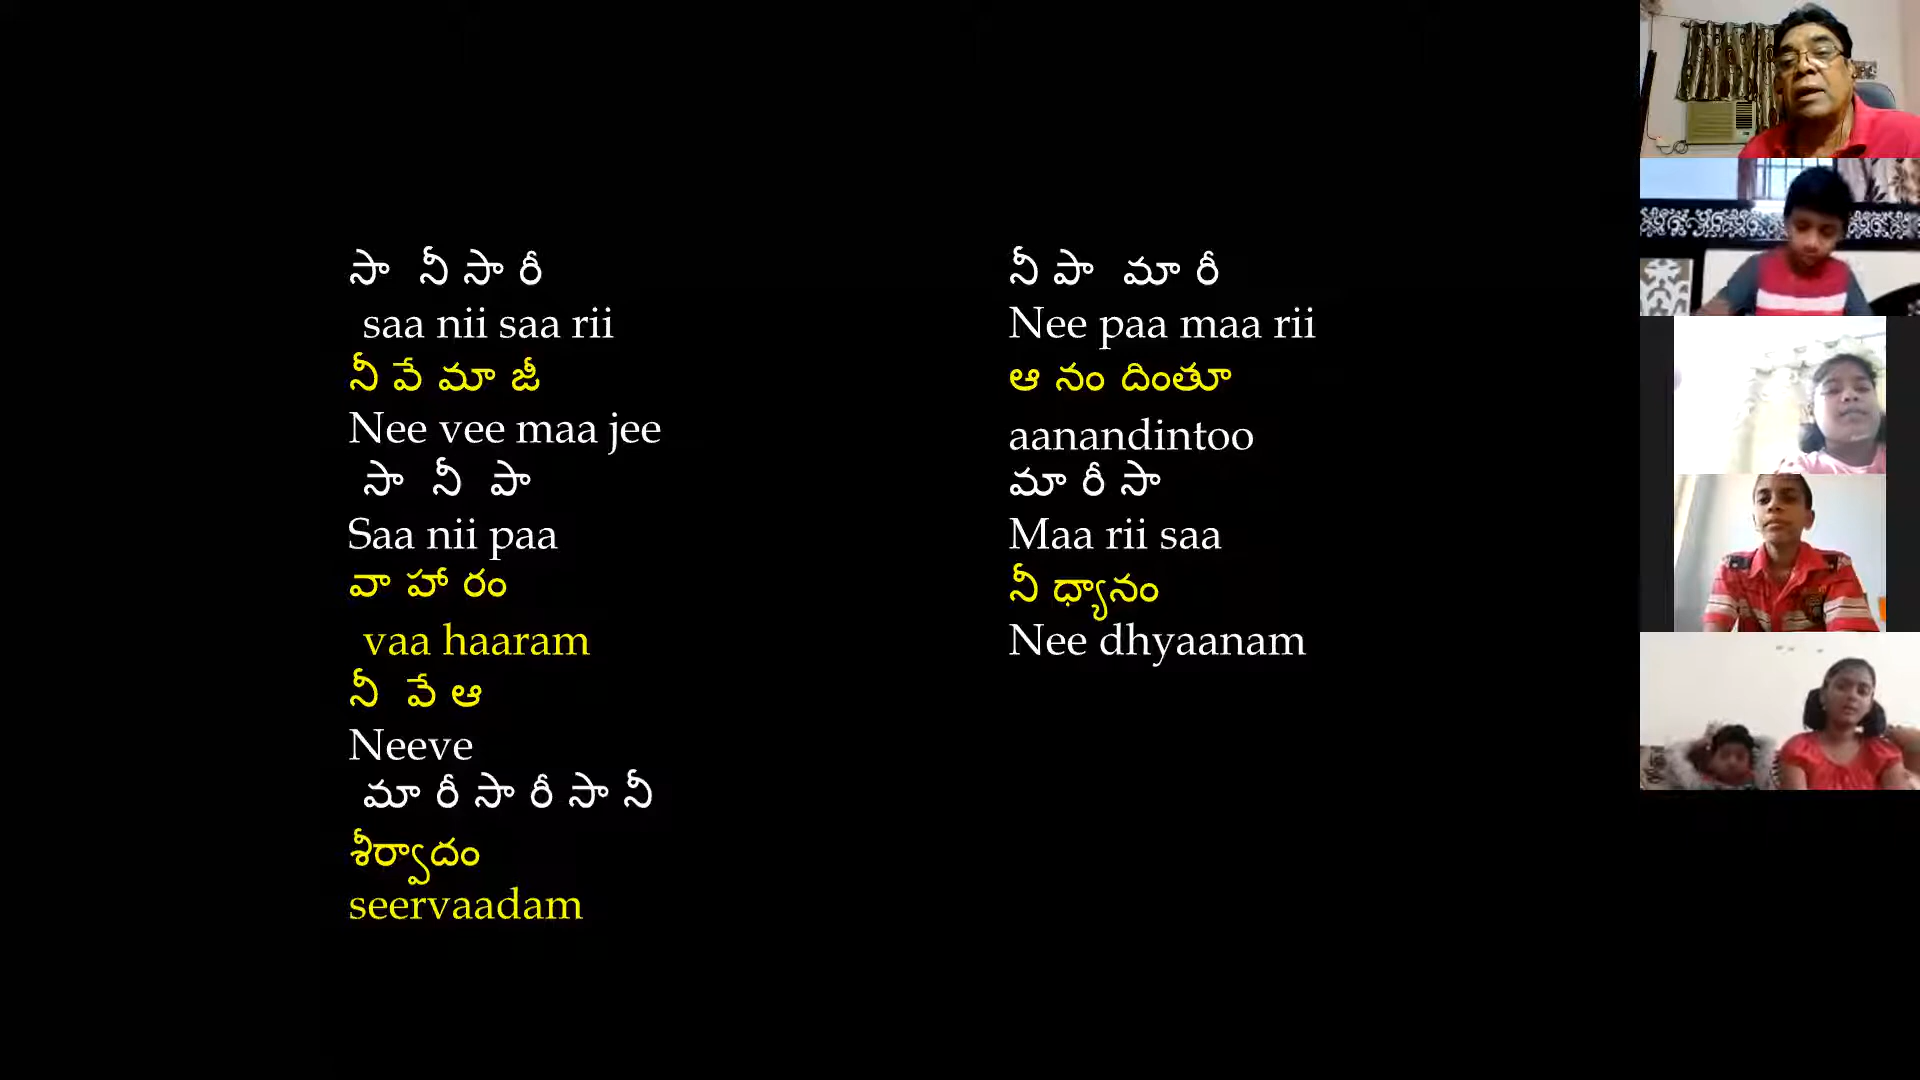 సా నీ సా రీ
saa nii saa rii
నీ వే మా జీ
Nee vee maa jee
సా నీ పా
Saa nii paa
వా హా రం
vaa haaram
నీ వే ఆ
Neeve
మా రీ సా రీ సా నీ
శీర్వాదం
seervaadam
నీ పా మా రీ
Nee paa maa rii
ఆ నం దింతూ
aanandintoo
మా రీ సా
Maa rii saa
నీ ధ్యానం
Nee dhyaanam